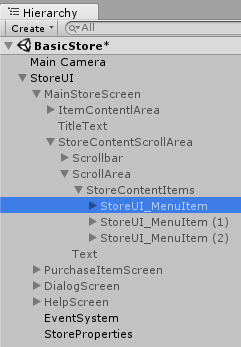 Hierarchy
Create All
BasicStore*
Main Camera
StoreUI
MainStoreScreen
ItemContentlArea
TitleText
StoreContentScrollArea
Scrollbar
ScrollArea
StoreContentItems
StoreUI_MenuItem
StoreUI_MenuItem (1)
StoreUI_MenuItem (2)
Text
PurchaseItemScreen
DialogScreen
HelpScreen
EventSystem
StoreProperties